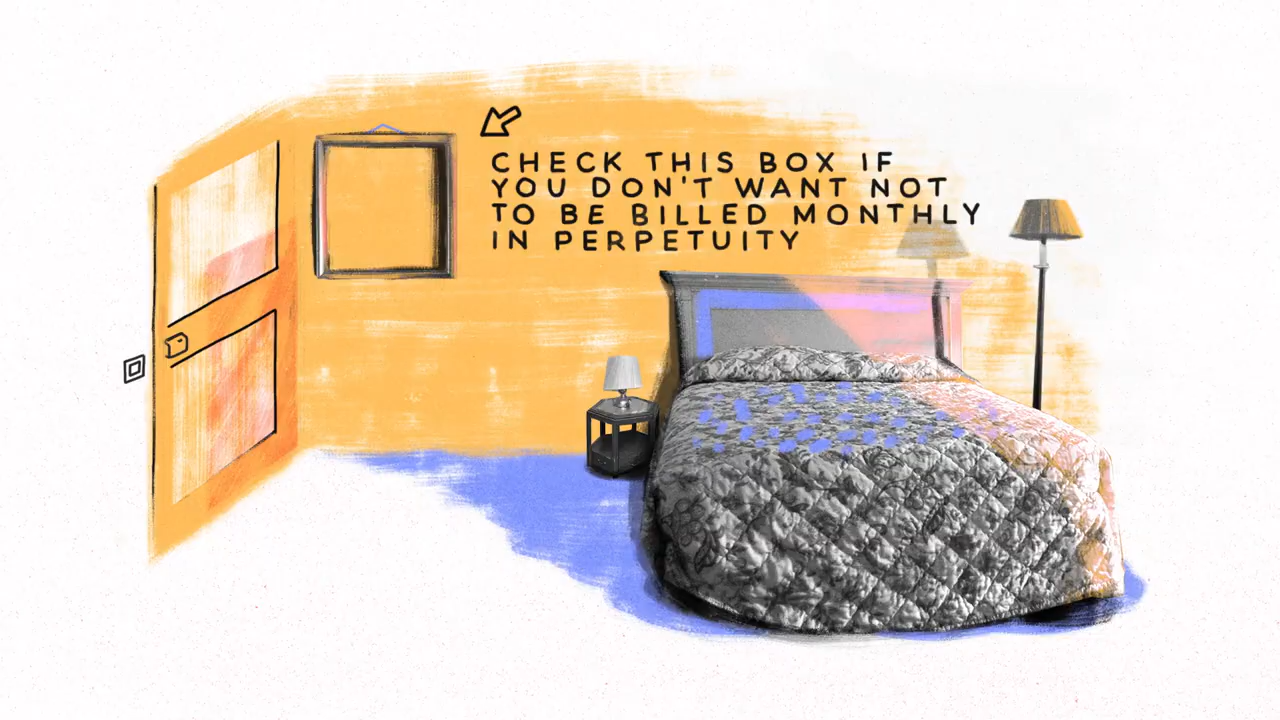 CHECK THIS BOX IF
YOU DON'T WANT NOT
TO BE BILLED MONTHLY
IN PERPETUITY